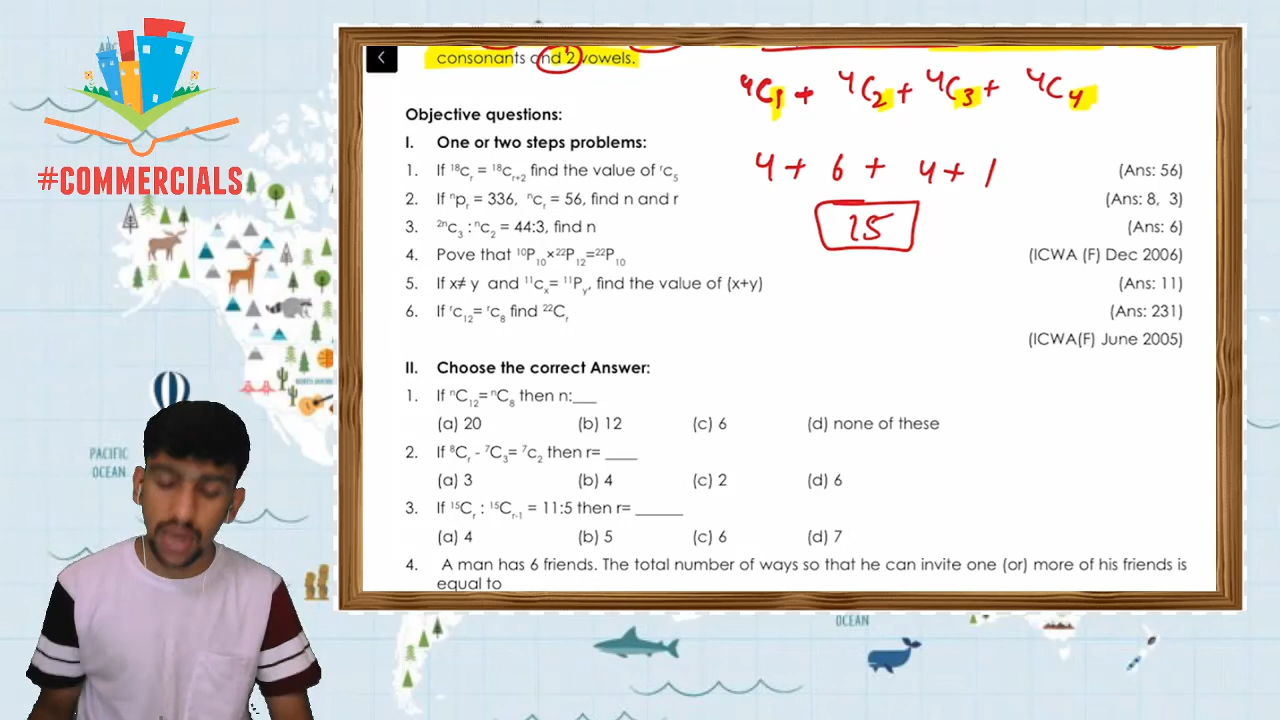 #COMMERCIALS
PACIFIC
OCEAN
OCEAN
consonants and 2 vowels.
4C1 + 4C2 + 4C3 + 4C4
4 + 6 + 4 + 1
15
Objective questions:
I. One or two steps problems:
1. If ¹⁸cᵣ = ¹⁸cᵣ₊₂ find the value of ʳc₅ (Ans: 56)
2. If ⁿpᵣ = 336, ⁿcᵣ = 56, find n and r (Ans: 8, 3)
3. ²ⁿc₃ : ⁿc₂ = 44:3, find n (Ans: 6)
4. Pove that ¹⁰P₁₀×²²P₁₂=²²P₁₀ (ICWA (F) Dec 2006)
5. If x≠ y and ¹¹cₓ= ¹¹Pᵧ, find the value of (x+y) (Ans: 11)
6. If ʳc₁₂= ʳc₈ find ²²Cᵣ (Ans: 231)
(ICWA(F) June 2005)
II. Choose the correct Answer:
1. If ⁿC₁₂= ⁿC₈ then n:___
(a) 20 (b) 12 (c) 6 (d) none of these
2. If ⁸Cᵣ - ⁷C₃= ⁷c₂ then r= ____
(a) 3 (b) 4 (c) 2 (d) 6
3. If ¹⁵Cᵣ : ¹⁵Cᵣ₋₁ = 11:5 then r= ______
(a) 4 (b) 5 (c) 6 (d) 7
4. A man has 6 friends. The total number of ways so that he can invite one (or) more of his friends is
equal to